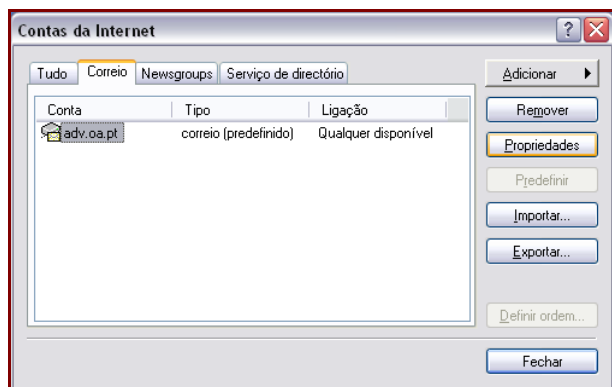 Contas da Internet
Tudo Correio Newsgroups Serviço de directório
Adicionar
Conta Tipo Ligação
Remover
adv.oa.pt correio (predefinido) Qualquer disponível
Propriedades
Predefinir
Importar...
Exportar...
Definir ordem...
Fechar